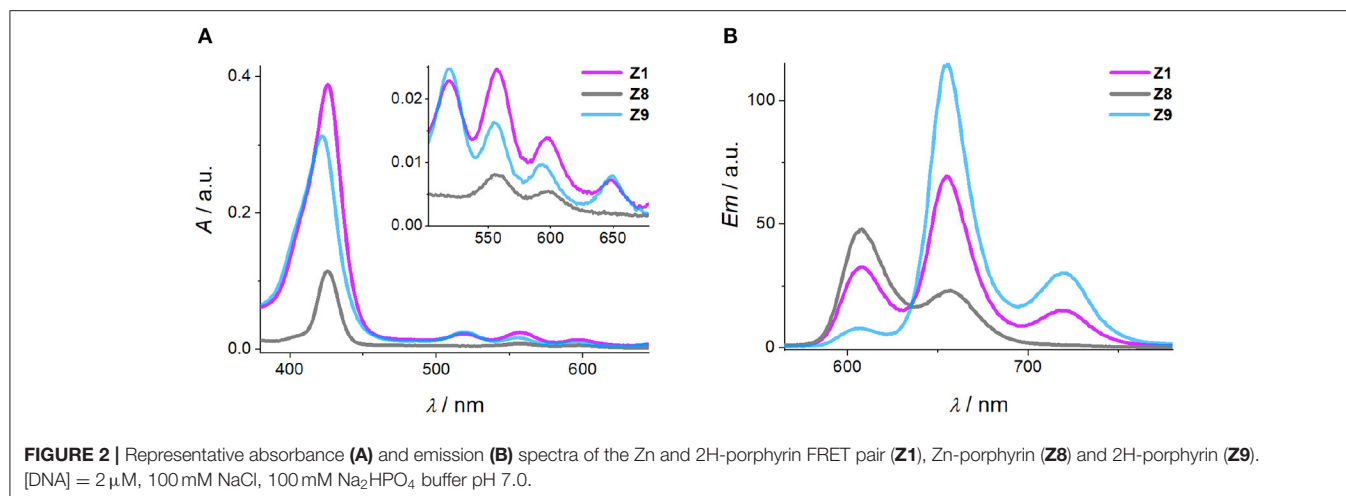 A
0.4
0.2
0.0
A / a.u.
400
500
600
λ / nm
0.02
0.01
0.00
550
600
650
Z1
Z8
Z9
B
100
50
0
Em / a.u.
600
700
λ / nm
Z1
Z8
Z9
FIGURE 2 | Representative absorbance (A) and emission (B) spectra of the Zn and 2H-porphyrin FRET pair (Z1), Zn-porphyrin (Z8) and 2H-porphyrin (Z9).
[DNA] = 2 μM, 100 mM NaCl, 100 mM Na₂HPO₄ buffer pH 7.0.